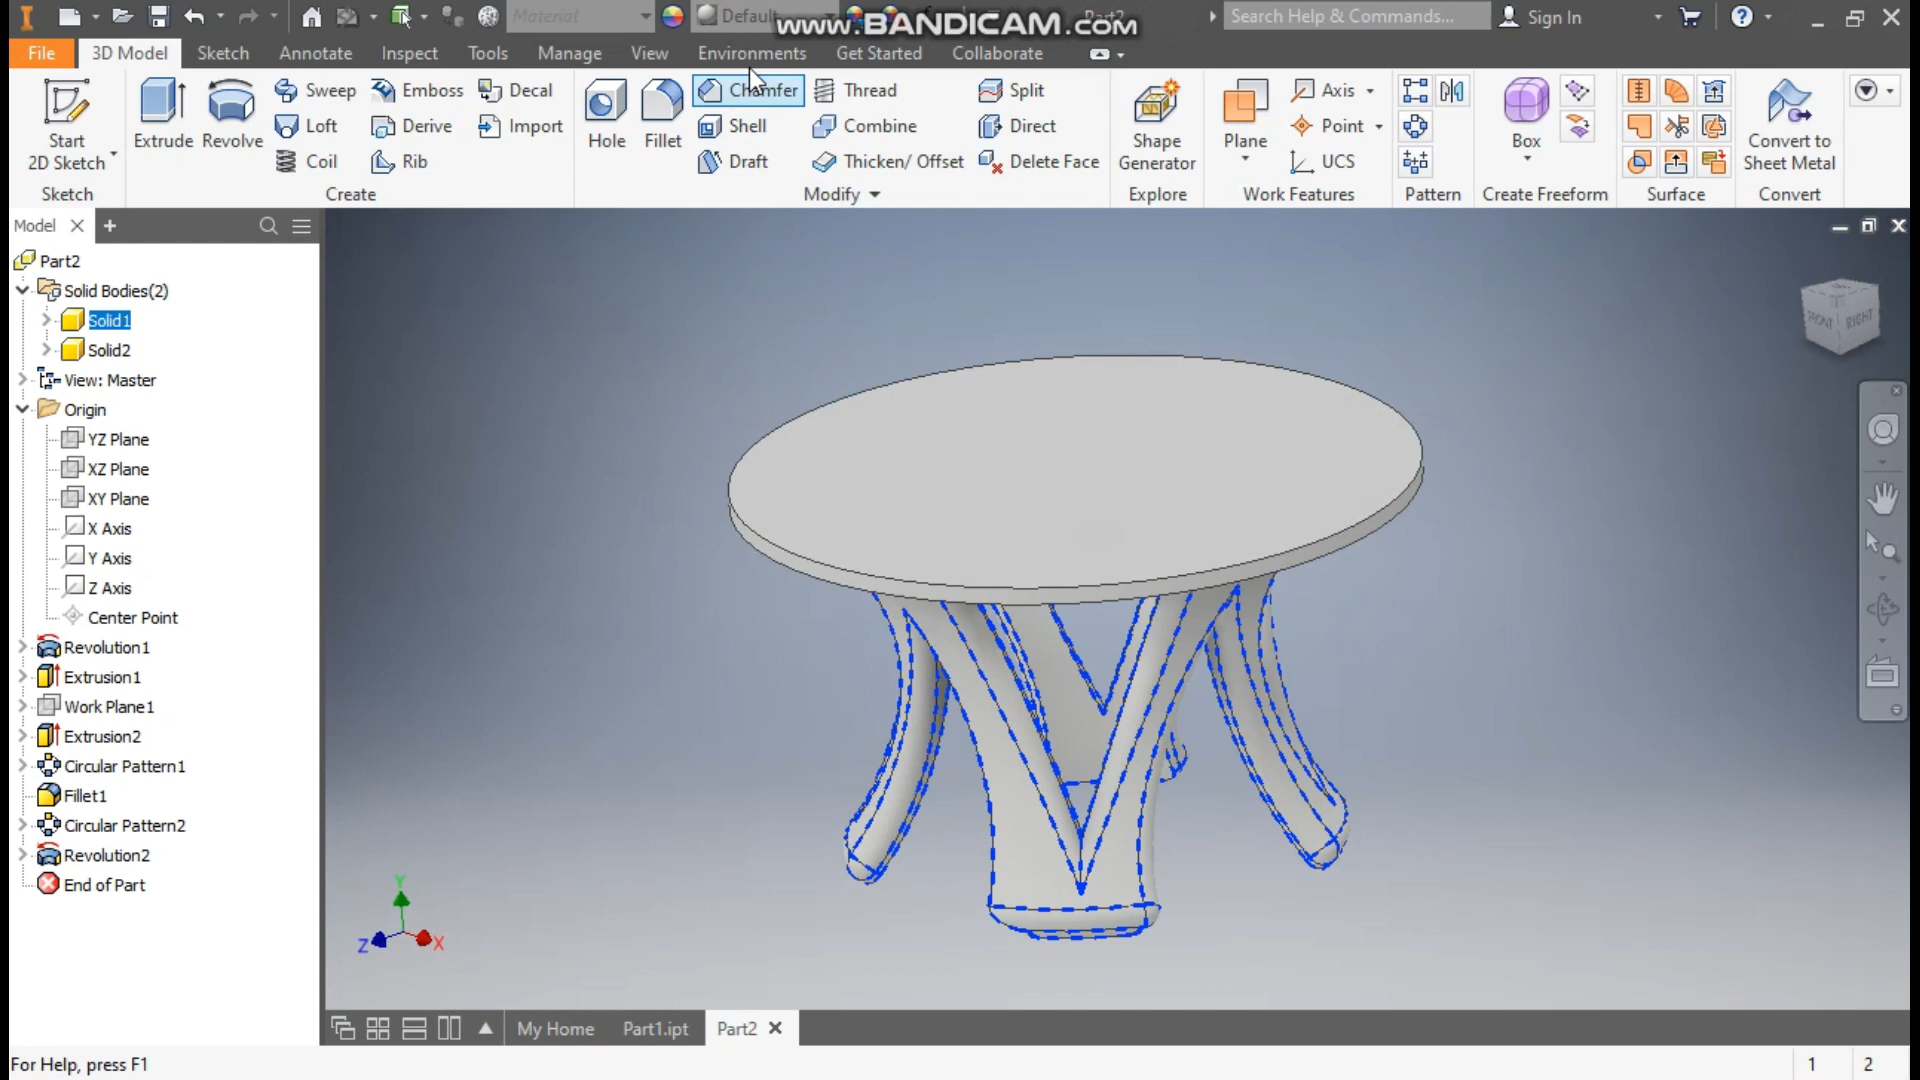 Material
Default
www.BANDICAM.com
Part2
Search Help & Commands...
Sign In
File
3D Model
Sketch
Annotate
Inspect
Tools
Manage
View
Environments
Get Started
Collaborate
Start
2D Sketch
Extrude
Revolve
Sweep
Loft
Coil
Emboss
Derive
Rib
Decal
Import
Hole
Fillet
Chamfer
Shell
Draft
Thread
Combine
Thicken/ Offset
Split
Direct
Delete Face
Shape
Generator
Plane
Axis
Point
UCS
Box
Convert to
Sheet Metal
Sketch
Create
Modify
Explore
Work Features
Pattern
Create Freeform
Surface
Convert
Model
Part2
Solid Bodies(2)
Solid1
Solid2
View: Master
Origin
YZ Plane
XZ Plane
XY Plane
X Axis
Y Axis
Z Axis
Center Point
Revolution1
Extrusion1
Work Plane1
Extrusion2
Circular Pattern1
Fillet1
Circular Pattern2
Revolution2
End of Part
FRONT
RIGHT
Y
Z
X
My Home
Part1.ipt
Part2
For Help, press F1
1
2